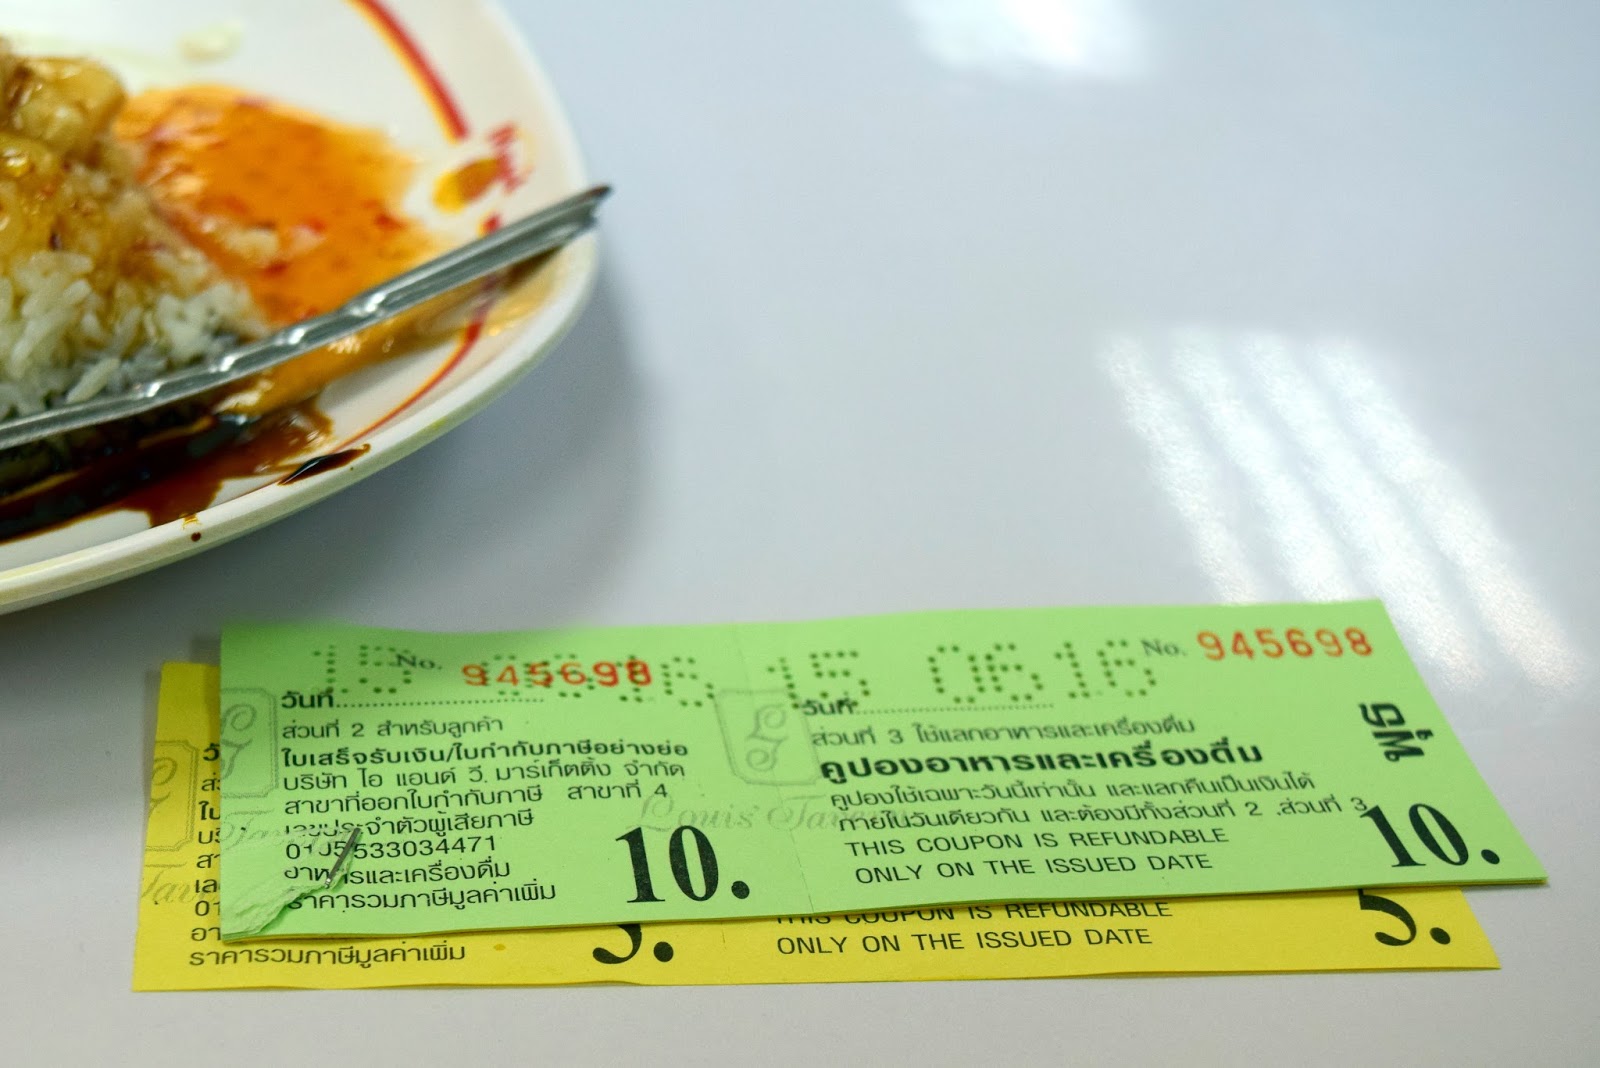 No. 945698
วันที่
ส่วนที่ 2 สำหรับลูกค้า
ใบเสร็จรับเงิน/ใบกำกับภาษีอย่างย่อ
บริษัท ไอ แอนด์ วี. มาร์เก็ตติ้ง จำกัด
สาขาที่ออกใบกำกับภาษี สาขาที่ 4
เลขประจำตัวผู้เสียภาษี
0105533034471
อาหารและเครื่องดื่ม
ราคารวมภาษีมูลค่าเพิ่ม
10.
15 06 16 No. 945698
วันที่
ส่วนที่ 3 ใช้แลกอาหารและเครื่องดื่ม
คูปองอาหารและเครื่องดื่ม
คูปองใช้เฉพาะวันนี้เท่านั้น และแลกคืนเป็นเงินได้
ภายในวันเดียวกัน และต้องมีทั้งส่วนที่ 2 .ส่วนที่ 3
THIS COUPON IS REFUNDABLE
ONLY ON THE ISSUED DATE
10.
พุธ
Louis' Tavern
ราคารวมภาษีมูลค่าเพิ่ม
5.
THIS COUPON IS REFUNDABLE
ONLY ON THE ISSUED DATE
5.